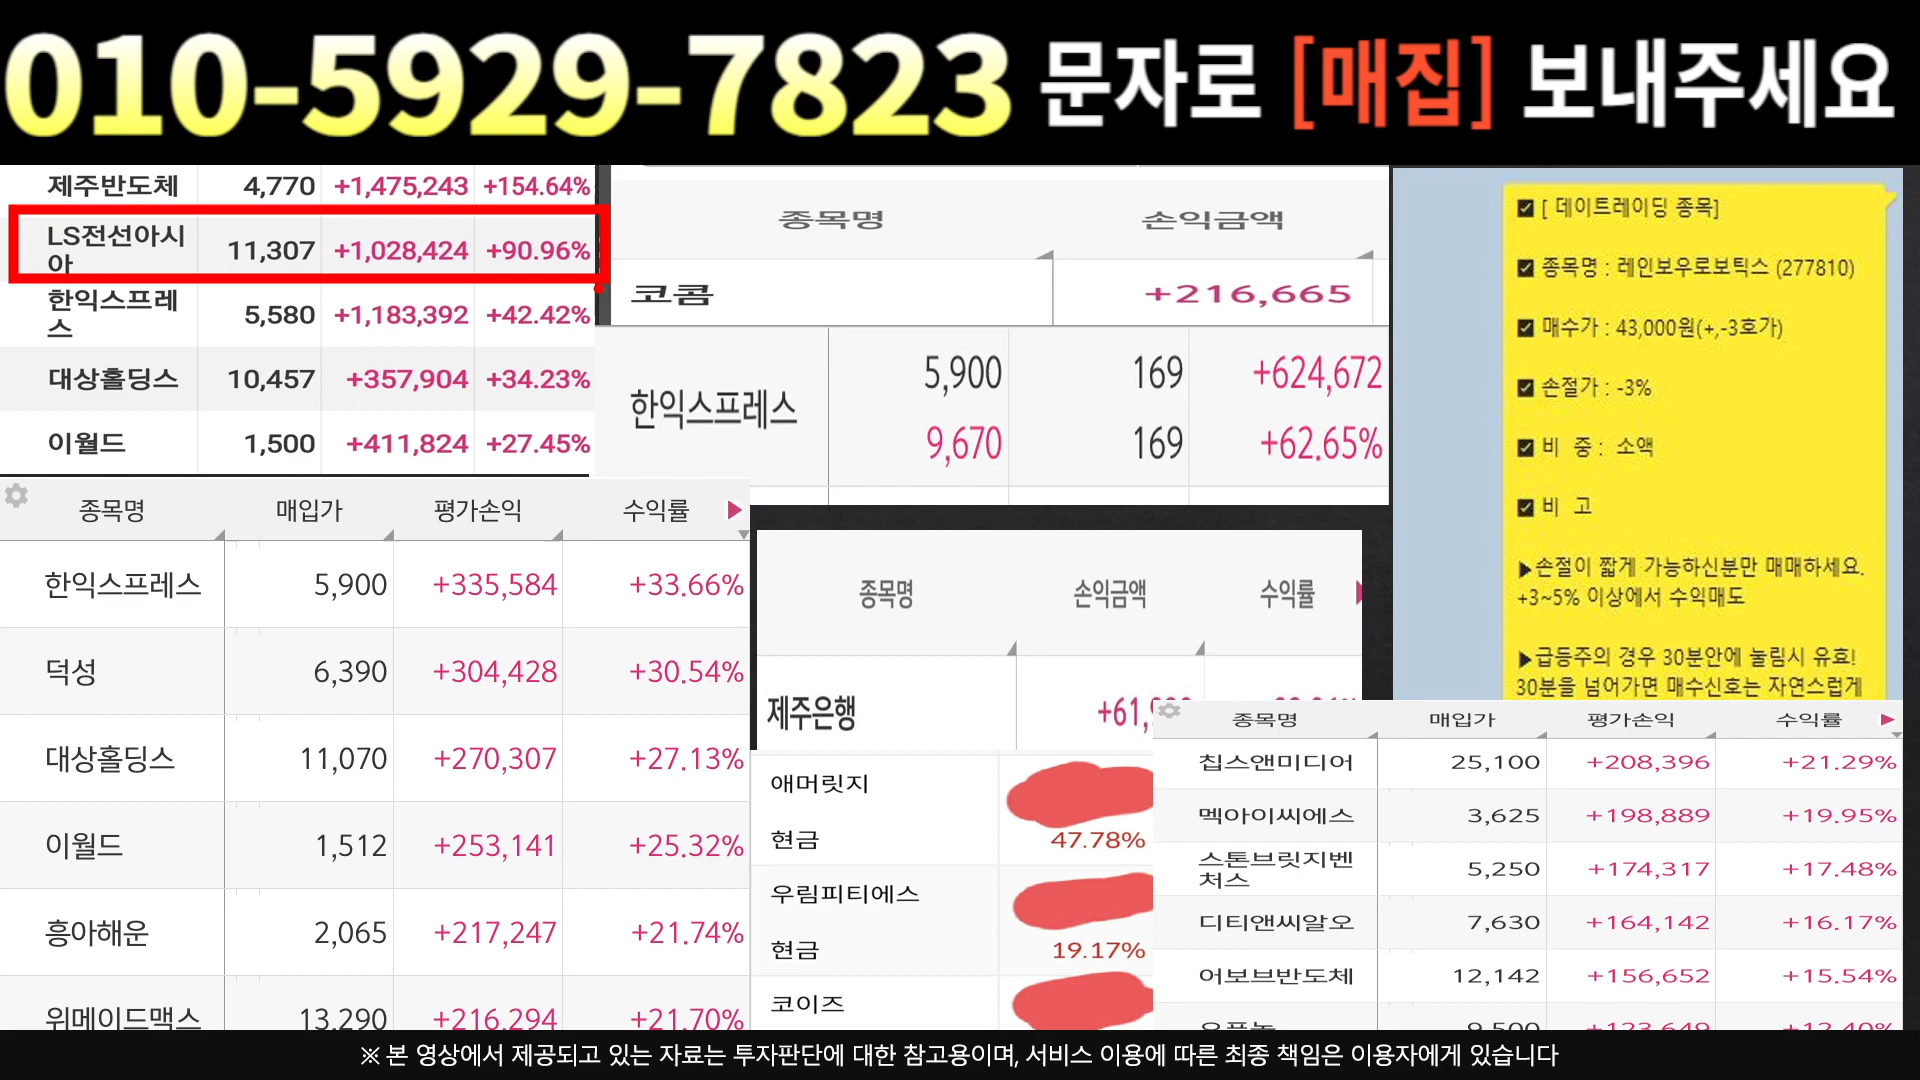 010-5929-7823 문자로 [매집] 보내주세요
제주반도체 4,770 +1,475,243 +154.64%
LS전선아시
아 11,307 +1,028,424 +90.96%
한익스프레
스 5,580 +1,183,392 +42.42%
대상홀딩스 10,457 +357,904 +34.23%
이월드 1,500 +411,824 +27.45%
종목명 손익금액
코콤 +216,665
한익스프레스
5,900 169 +624,672
9,670 169 +62.65%
[ 데이트레이딩 종목]
종목명 : 레인보우로보틱스 (277810)
매수가 : 43,000원(+,-3호가)
손절가 : -3%
비 중 : 소액
비 고
▶손절이 짧게 가능하신분만 매매하세요.
+3~5% 이상에서 수익매도
▶급등주의 경우 30분안에 눌림시 유효!
30분을 넘어가면 매수신호는 자연스럽게
종목명 매입가 평가손익 수익률
한익스프레스 5,900 +335,584 +33.66%
덕성 6,390 +304,428 +30.54%
대상홀딩스 11,070 +270,307 +27.13%
이월드 1,512 +253,141 +25.32%
흥아해운 2,065 +217,247 +21.74%
위메이드맥스 13,290 +216,294 +21.70%
종목명 손익금액 수익률
제주은행 +61,
애머릿지
현금 47.78%
우림피티에스
현금 19.17%
코이즈
종목명 매입가 평가손익 수익률
칩스앤미디어 25,100 +208,396 +21.29%
멕아이씨에스 3,625 +198,889 +19.95%
스톤브릿지벤
처스 5,250 +174,317 +17.48%
디티앤씨알오 7,630 +164,142 +16.17%
어보브반도체 12,142 +156,652 +15.54%
※ 본 영상에서 제공되고 있는 자료는 투자판단에 대한 참고용이며, 서비스 이용에 따른 최종 책임은 이용자에게 있습니다